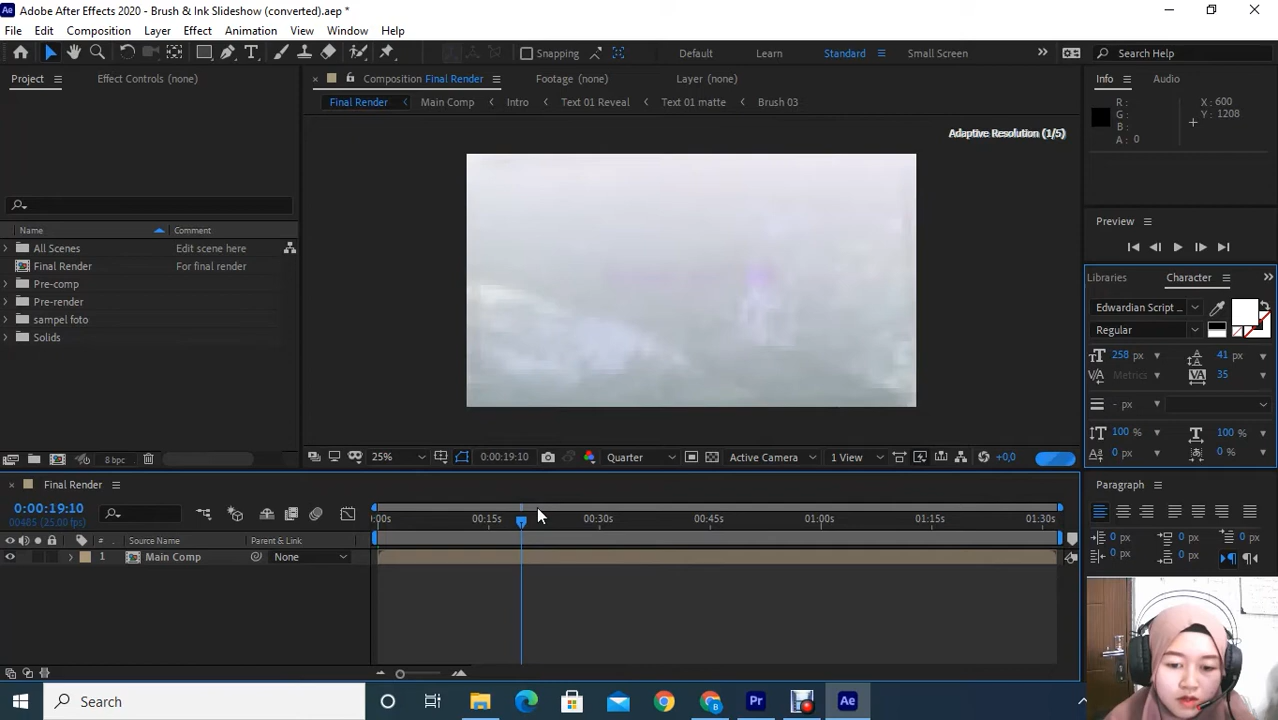 Adobe After Effects 2020 - Brush & Ink Slideshow (converted).aep *
File Edit Composition Layer Effect Animation View Window Help
Snapping Default Learn Standard Small Screen Search Help
Project Effect Controls (none) Composition Final Render Footage (none) Layer (none) Info Audio
Final Render Main Comp Intro Text 01 Reveal Text 01 matte Brush 03
R : X: 600
G : Y: 1208
B :
A : 0
Adaptive Resolution (1/5)
Name Comment
All Scenes Edit scene here
Final Render For final render
Pre-comp
Pre-render
sampel foto
Solids
Preview
Libraries Character
Edwardian Script ...
Regular
258 px 41 px
Metrics 35
- px
100 % 100 %
0 px 0 %
8 bpc 25% 0:00:19:10 Quarter Active Camera 1 View +0,0
Final Render
Paragraph
0:00:19:10
00485 (25.00 fps)
:00s 00:15s 00:30s 00:45s 01:00s 01:15s 01:30s
# Source Name Parent & Link
1 Main Comp None
0 px 0 px 0 px
0 px 0 px
Search
Pr Ae